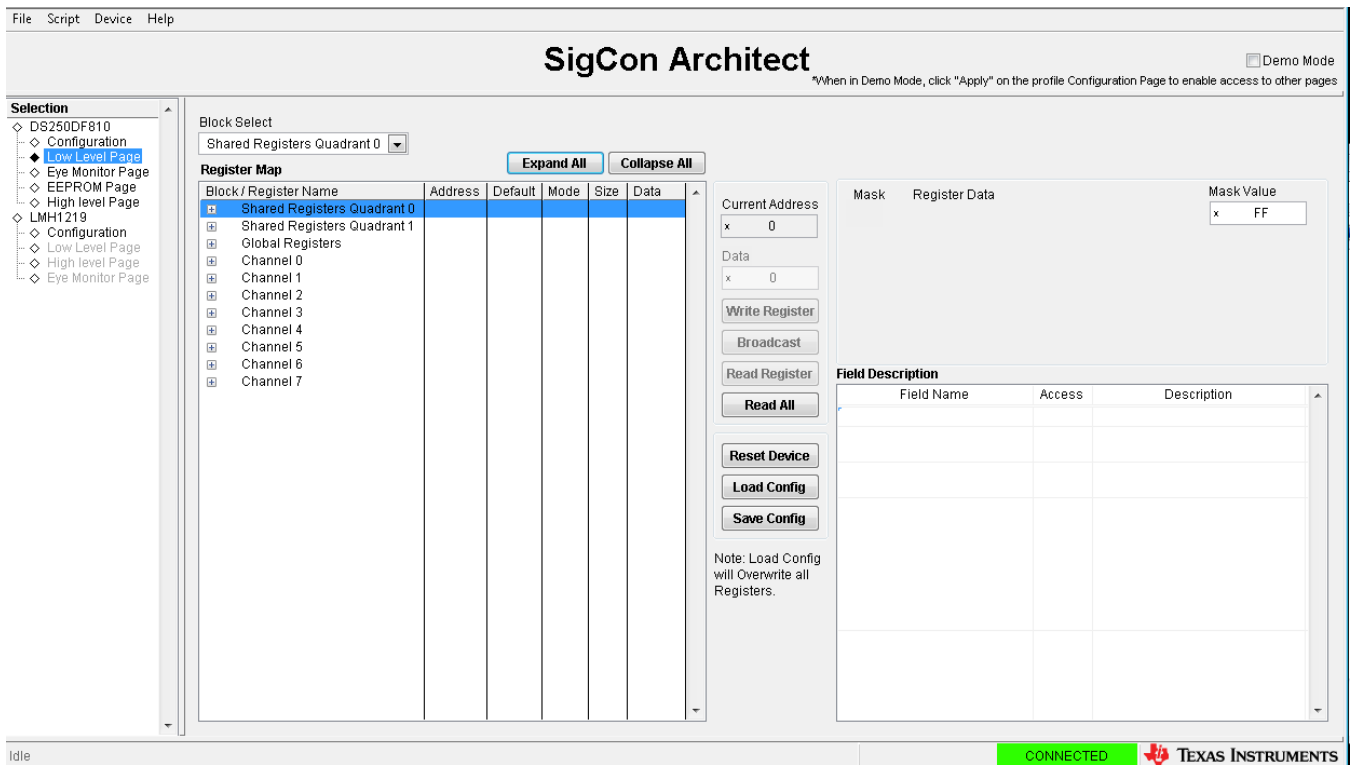 File Script Device Help
SigCon Architect
Demo Mode
*When in Demo Mode, click "Apply" on the profile Configuration Page to enable access to other pages
Selection
DS250DF810
Configuration
Low Level Page
Eye Monitor Page
EEPROM Page
High level Page
LMH1219
Configuration
Low Level Page
High level Page
Eye Monitor Page
Block Select
Shared Registers Quadrant 0
Expand All Collapse All
Register Map
Block / Register Name Address Default Mode Size Data
Shared Registers Quadrant 0
Shared Registers Quadrant 1
Global Registers
Channel 0
Channel 1
Channel 2
Channel 3
Channel 4
Channel 5
Channel 6
Channel 7
Current Address
x 0
Data
x 0
Write Register
Broadcast
Read Register
Read All
Reset Device
Load Config
Save Config
Note: Load Config
will Overwrite all
Registers.
Mask Register Data Mask Value
x FF
Field Description
Field Name Access Description
Idle
CONNECTED
TEXAS INSTRUMENTS